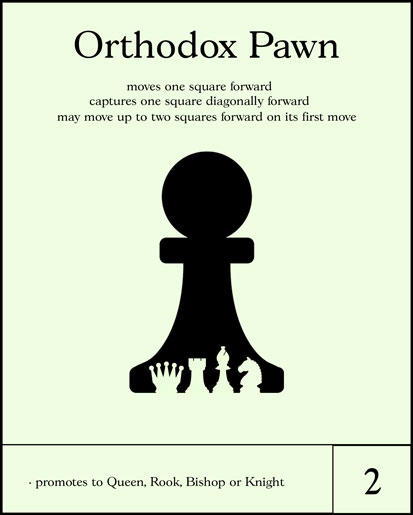 Orthodox Pawn
moves one square forward
captures one square diagonally forward
may move up to two squares forward on its first move
· promotes to Queen, Rook, Bishop or Knight
2